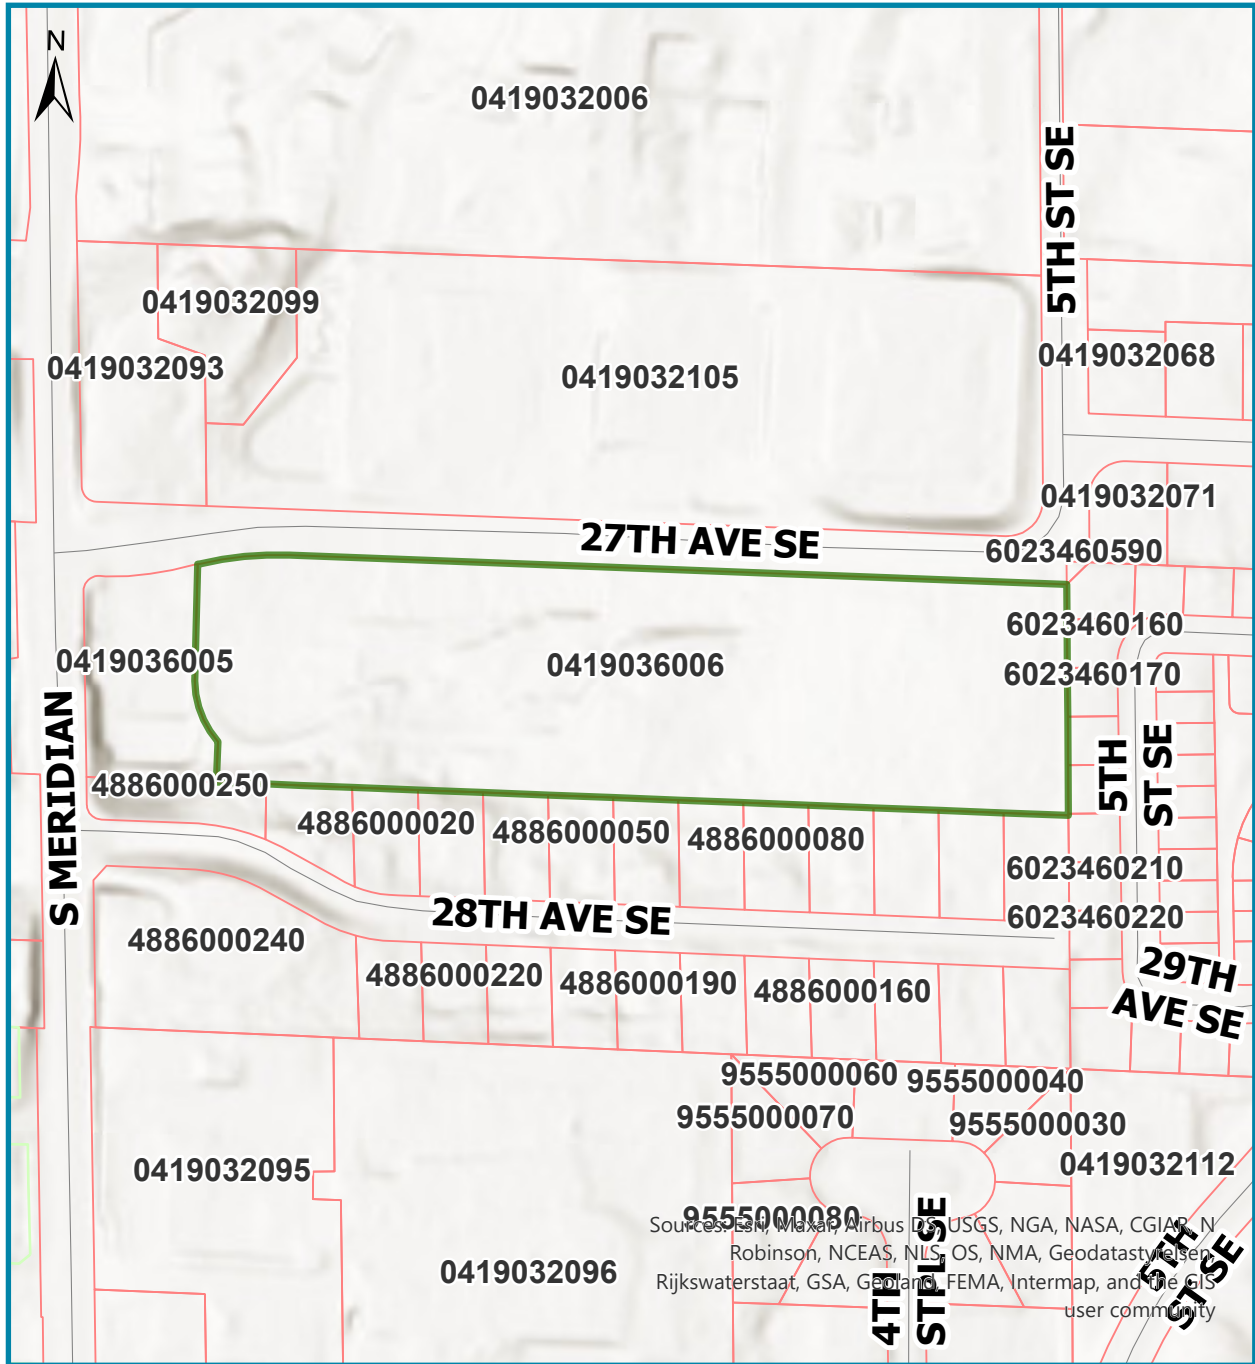 N
0419032006
5TH ST SE
0419032099
0419032093
0419032068
0419032105
0419032071
27TH AVE SE
6023460590
6023460160
0419036005
0419036006
6023460170
S MERIDIAN
5TH
ST SE
4886000250
4886000020
4886000050
4886000080
6023460210
28TH AVE SE
6023460220
4886000240
4886000220
4886000190
4886000160
29TH
AVE SE
9555000060
9555000040
9555000070
9555000030
0419032095
0419032112
9555000080
4TH
ST PL SE
5TH
ST SE
0419032096
Sources: Esri, Maxar, Airbus DS, USGS, NGA, NASA, CGIAR, N
Robinson, NCEAS, NLS, OS, NMA, Geodatastyrelsen,
Rijkswaterstaat, GSA, Geoland, FEMA, Intermap, and the GIS
user community